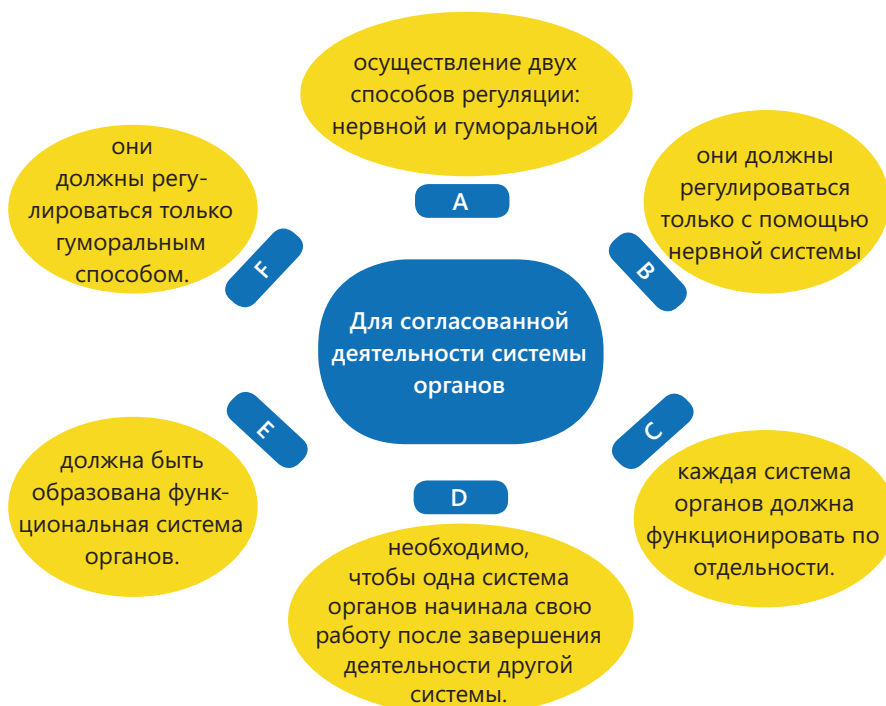 осуществление двух
способов регуляции:
нервной и гуморальной
A
они должны
регулироваться
только с помощью
нервной системы
B
каждая система
органов должна
функционировать по
отдельности.
C
необходимо,
чтобы одна система
органов начинала свою
работу после завершения
деятельности другой
системы.
D
должна быть
образована функ-
циональная система
органов.
E
они
должны регу-
лироваться только
гуморальным
способом.
F
Для согласованной
деятельности системы
органов